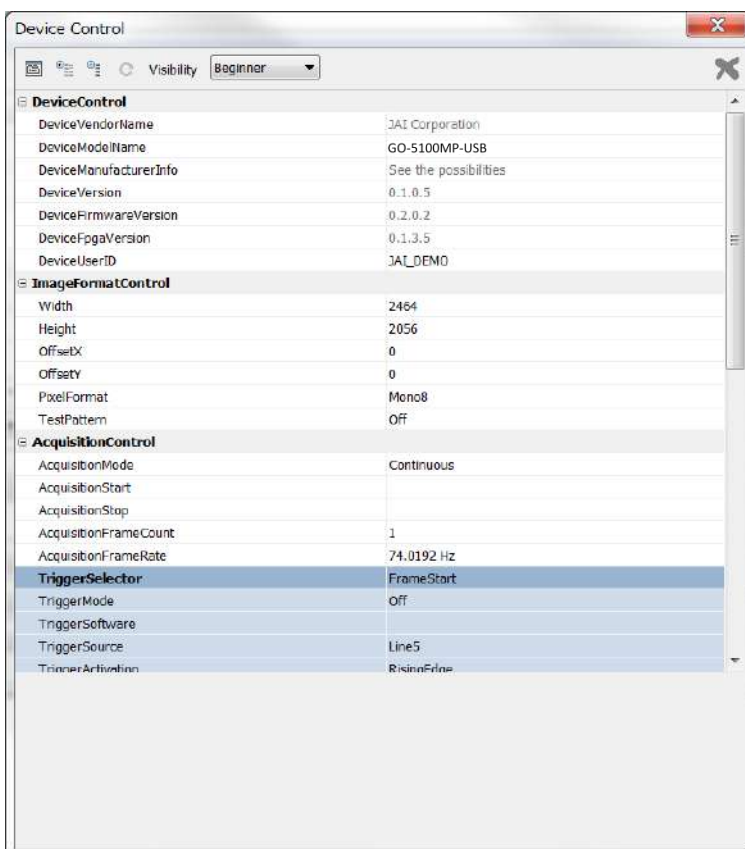 Device Control
Visibility Beginner
DeviceControl
DeviceVendorName JAI Corporation
DeviceModelName GO-5100MP-USB
DeviceManufacturerInfo See the possibilities
DeviceVersion 0.1.0.5
DeviceFirmwareVersion 0.2.0.2
DeviceFpgaVersion 0.1.3.5
DeviceUserID JAI_DEMO
ImageFormatControl
Width 2464
Height 2056
OffsetX 0
OffsetY 0
PixelFormat Mono8
TestPattern Off
AcquisitionControl
AcquisitionMode Continuous
AcquisitionStart
AcquisitionStop
AcquisitionFrameCount 1
AcquisitionFrameRate 74.0192 Hz
TriggerSelector FrameStart
TriggerMode Off
TriggerSoftware
TriggerSource Line5
TriggerActivation RisingEdge